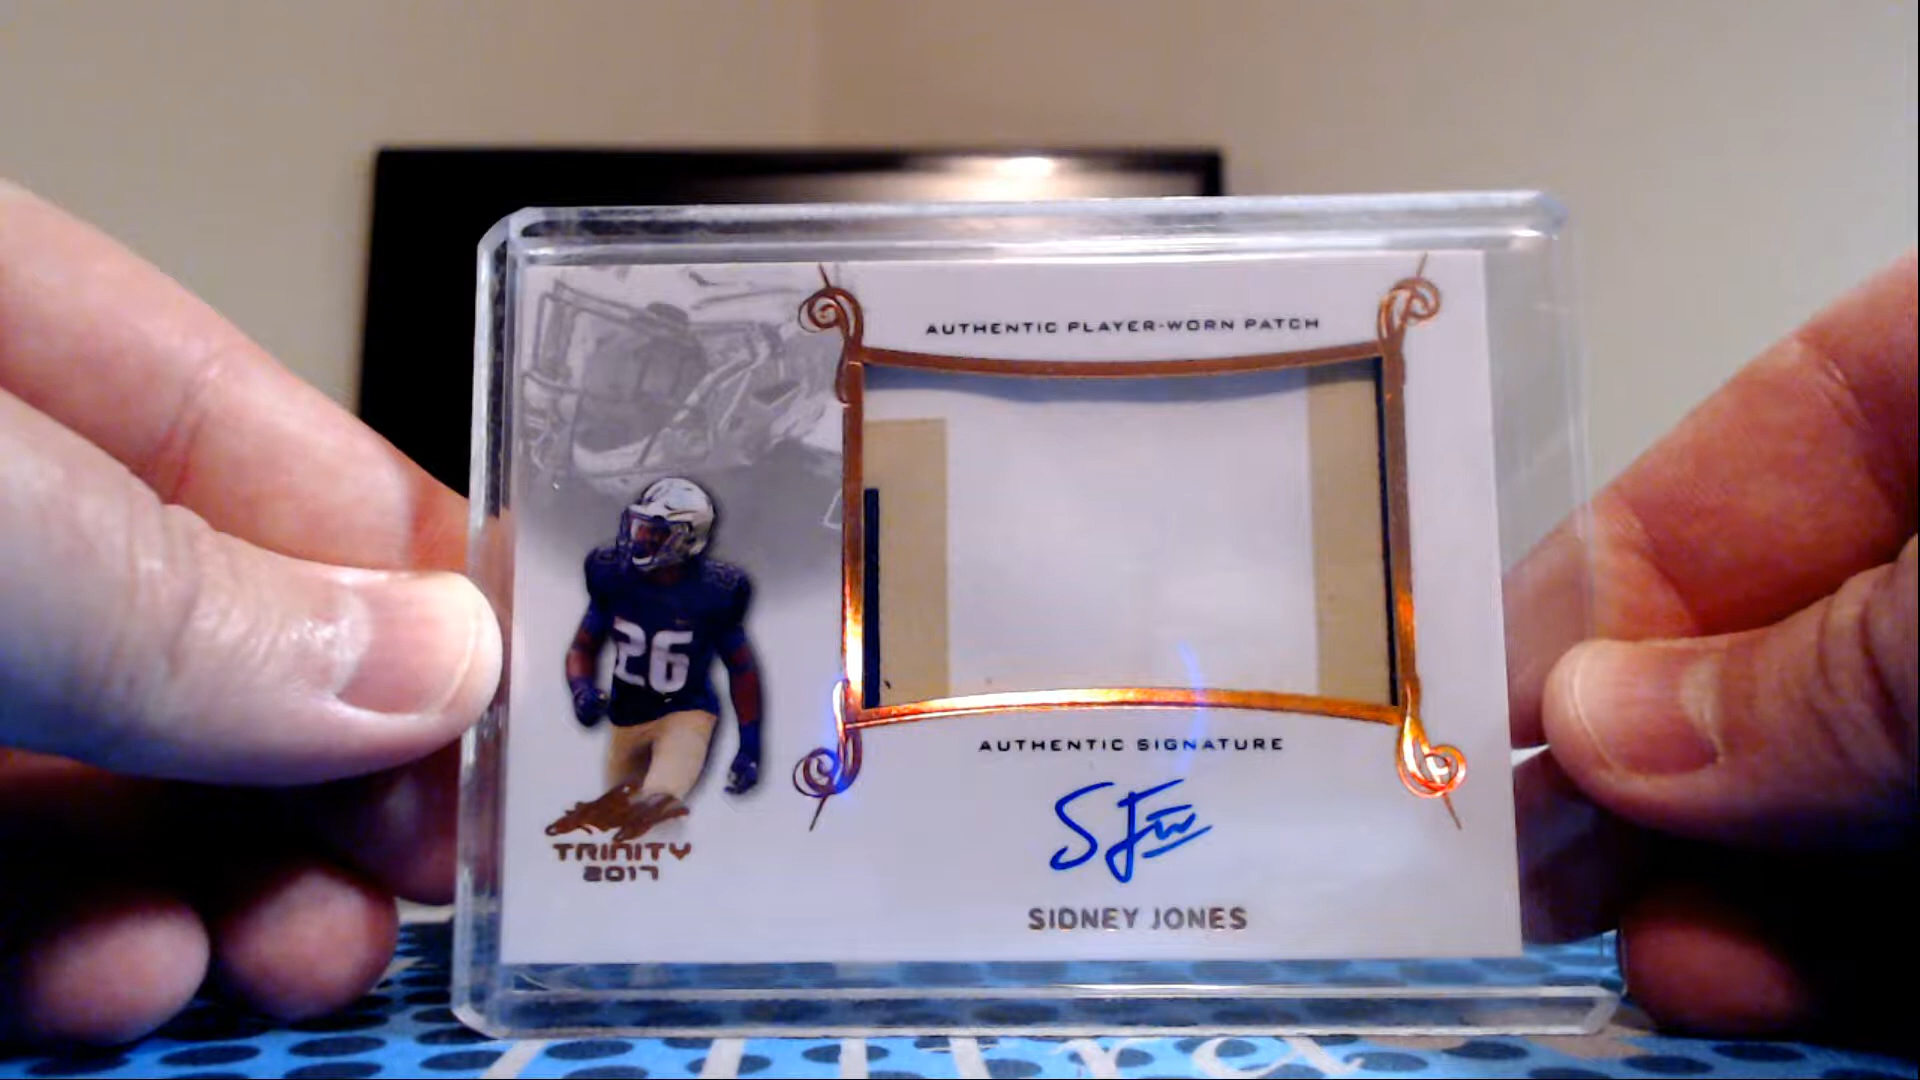 AUTHENTIC PLAYER-WORN PATCH
26
AUTHENTIC SIGNATURE
TRINITY
2017
SIDNEY JONES